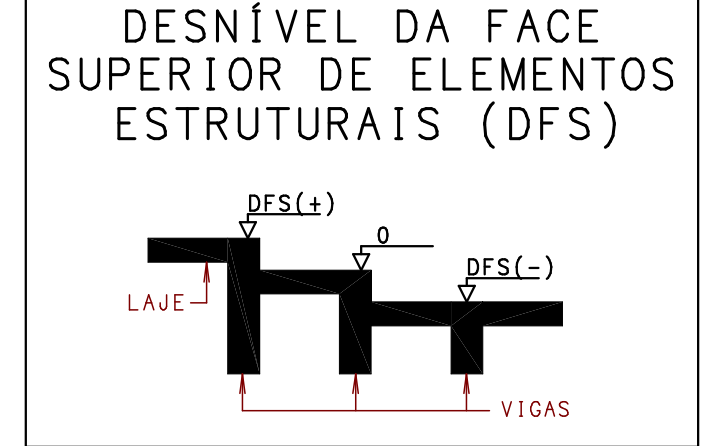 DESNÍVEL DA FACE
SUPERIOR DE ELEMENTOS
ESTRUTURAIS (DFS)
DFS(+)
0
DFS(-)
LAJE
VIGAS